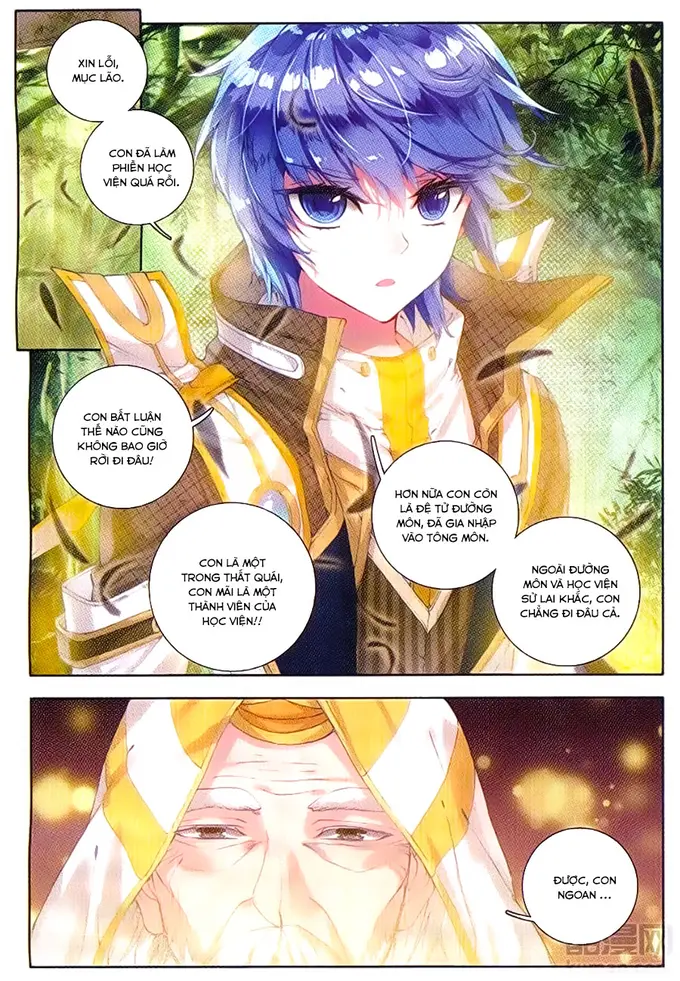 XIN LỖI,
MỤC LÃO.
CON ĐÃ LÀM
PHIỀN HỌC
VIỆN QUÁ RỒI.
CON BẤT LUẬN
THẾ NÀO CŨNG
KHÔNG BAO GIỜ
RỜI ĐI ĐÂU!
HƠN NỮA CON CÒN
LÀ ĐỆ TỬ ĐƯỜNG
MÔN, ĐÃ GIA NHẬP
VÀO TÔNG MÔN.
CON LÀ MỘT
TRONG THẤT QUÁI,
CON MÃI LÀ MỘT
THÀNH VIÊN CỦA
HỌC VIỆN!!
NGOÀI ĐƯỜNG
MÔN VÀ HỌC VIỆN
SỬ LAI KHẮC, CON
CHẲNG ĐI ĐÂU CẢ.
ĐƯỢC, CON
NGOAN ...